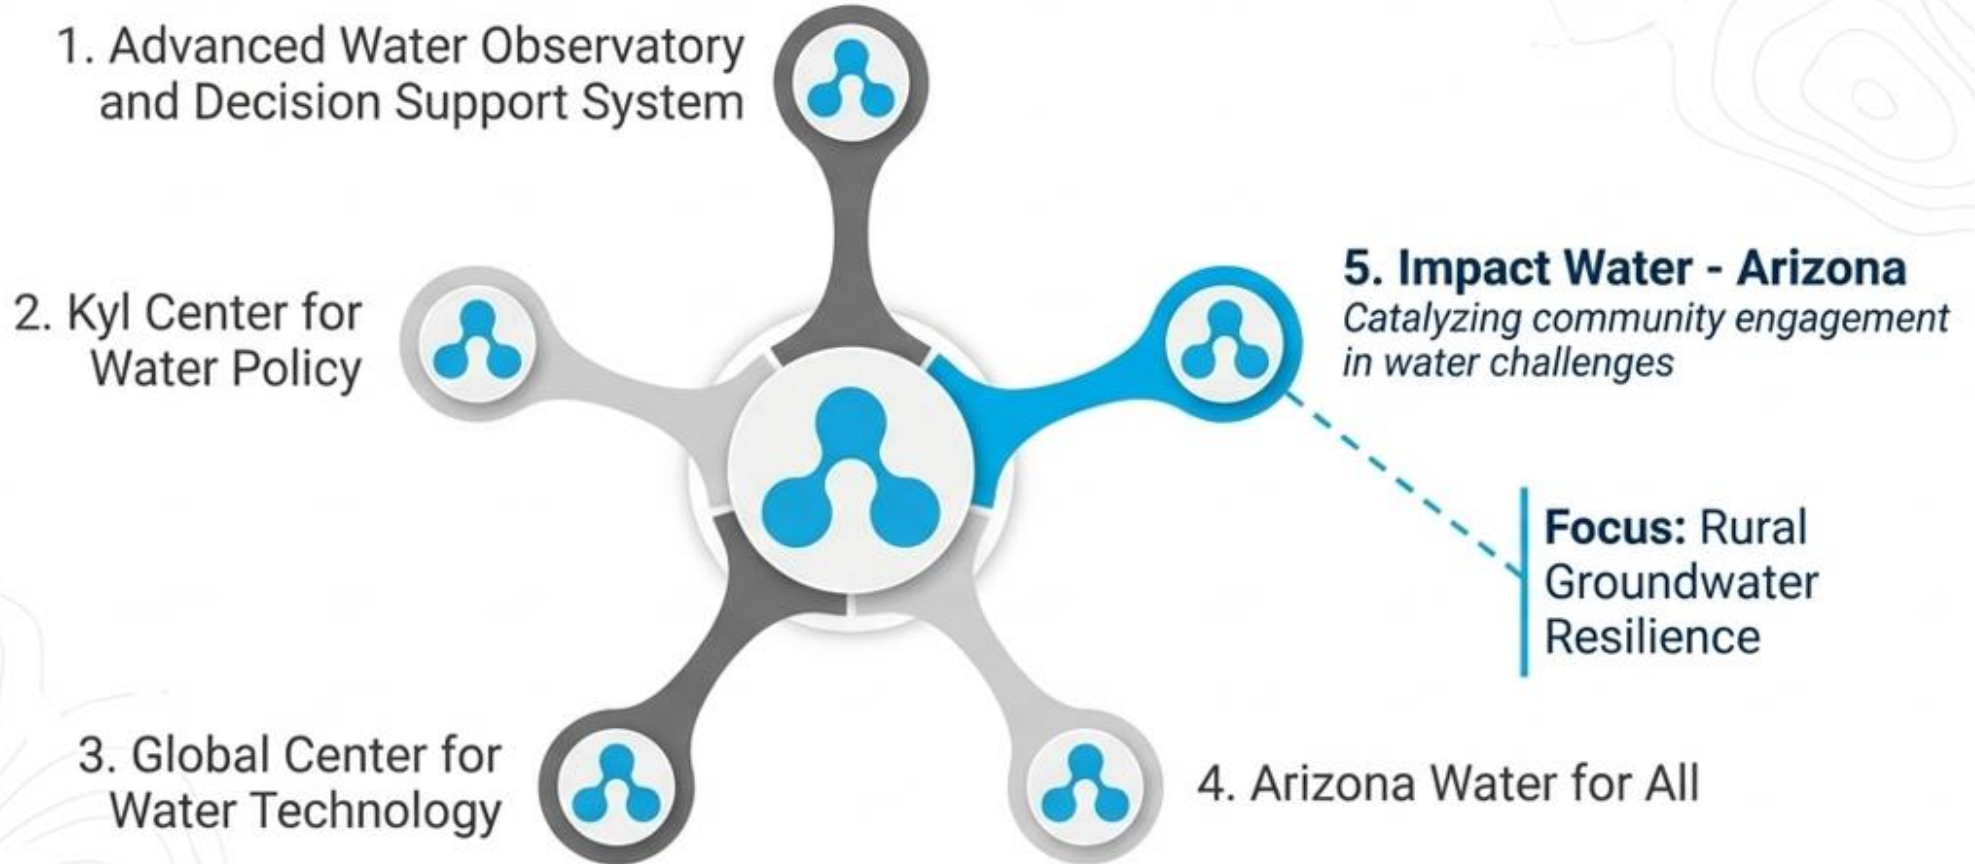 1. Advanced Water Observatory
and Decision Support System
2. Kyl Center for
Water Policy
3. Global Center for
Water Technology
4. Arizona Water for All
5. Impact Water - Arizona
Catalyzing community engagement
in water challenges
Focus: Rural
Groundwater
Resilience